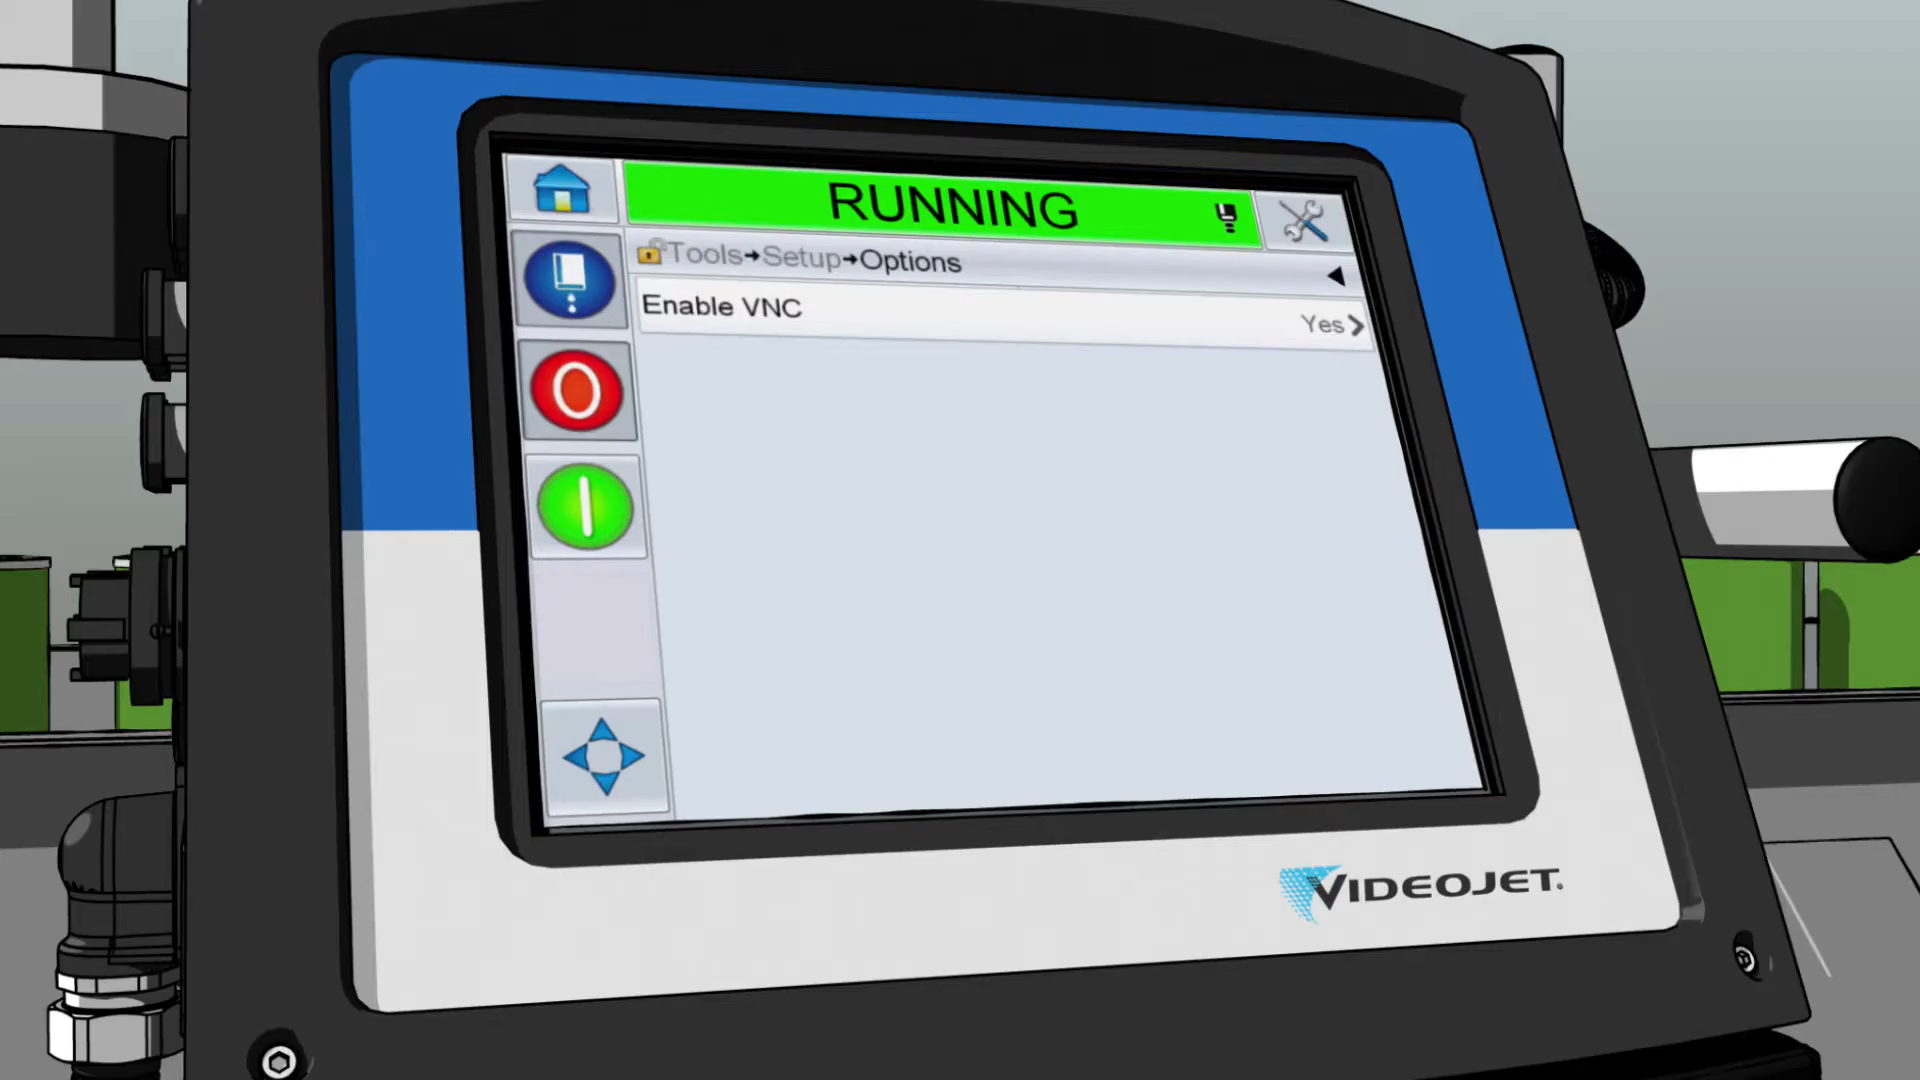 RUNNING
Tools→Setup→Options
Enable VNC
Yes
VIDEOJET®